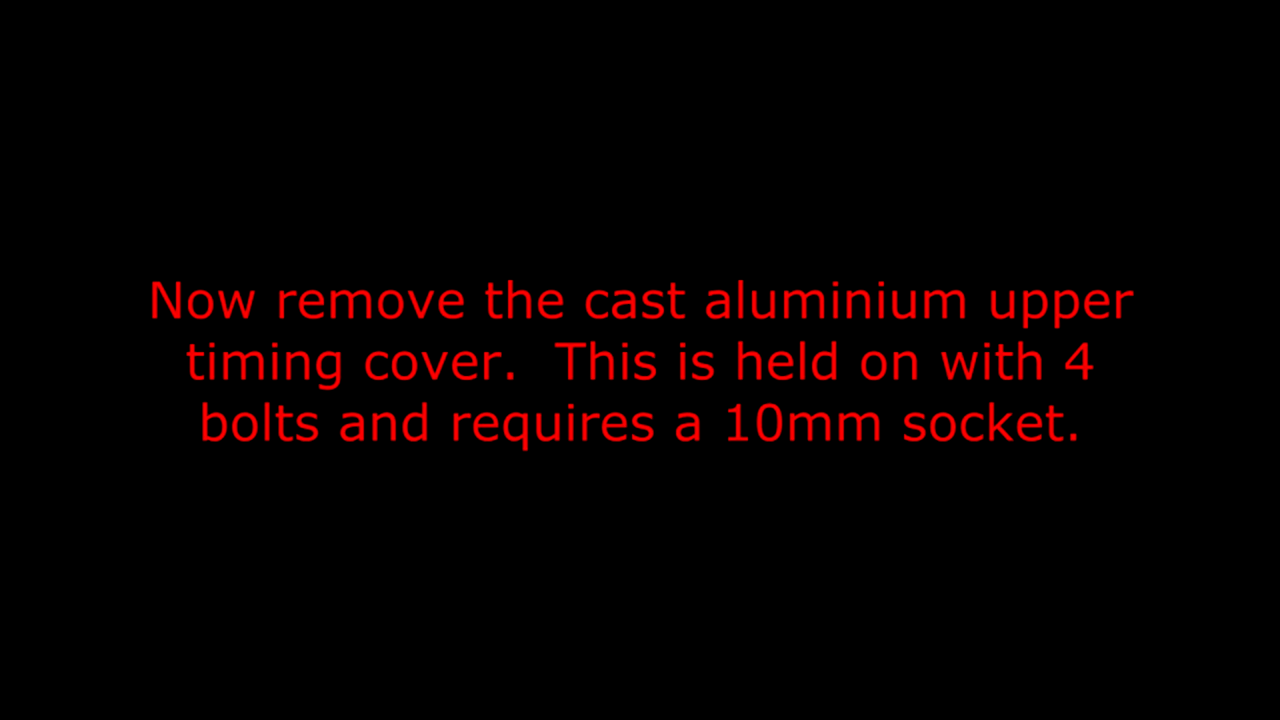 Now remove the cast aluminium upper
timing cover.  This is held on with 4
bolts and requires a 10mm socket.